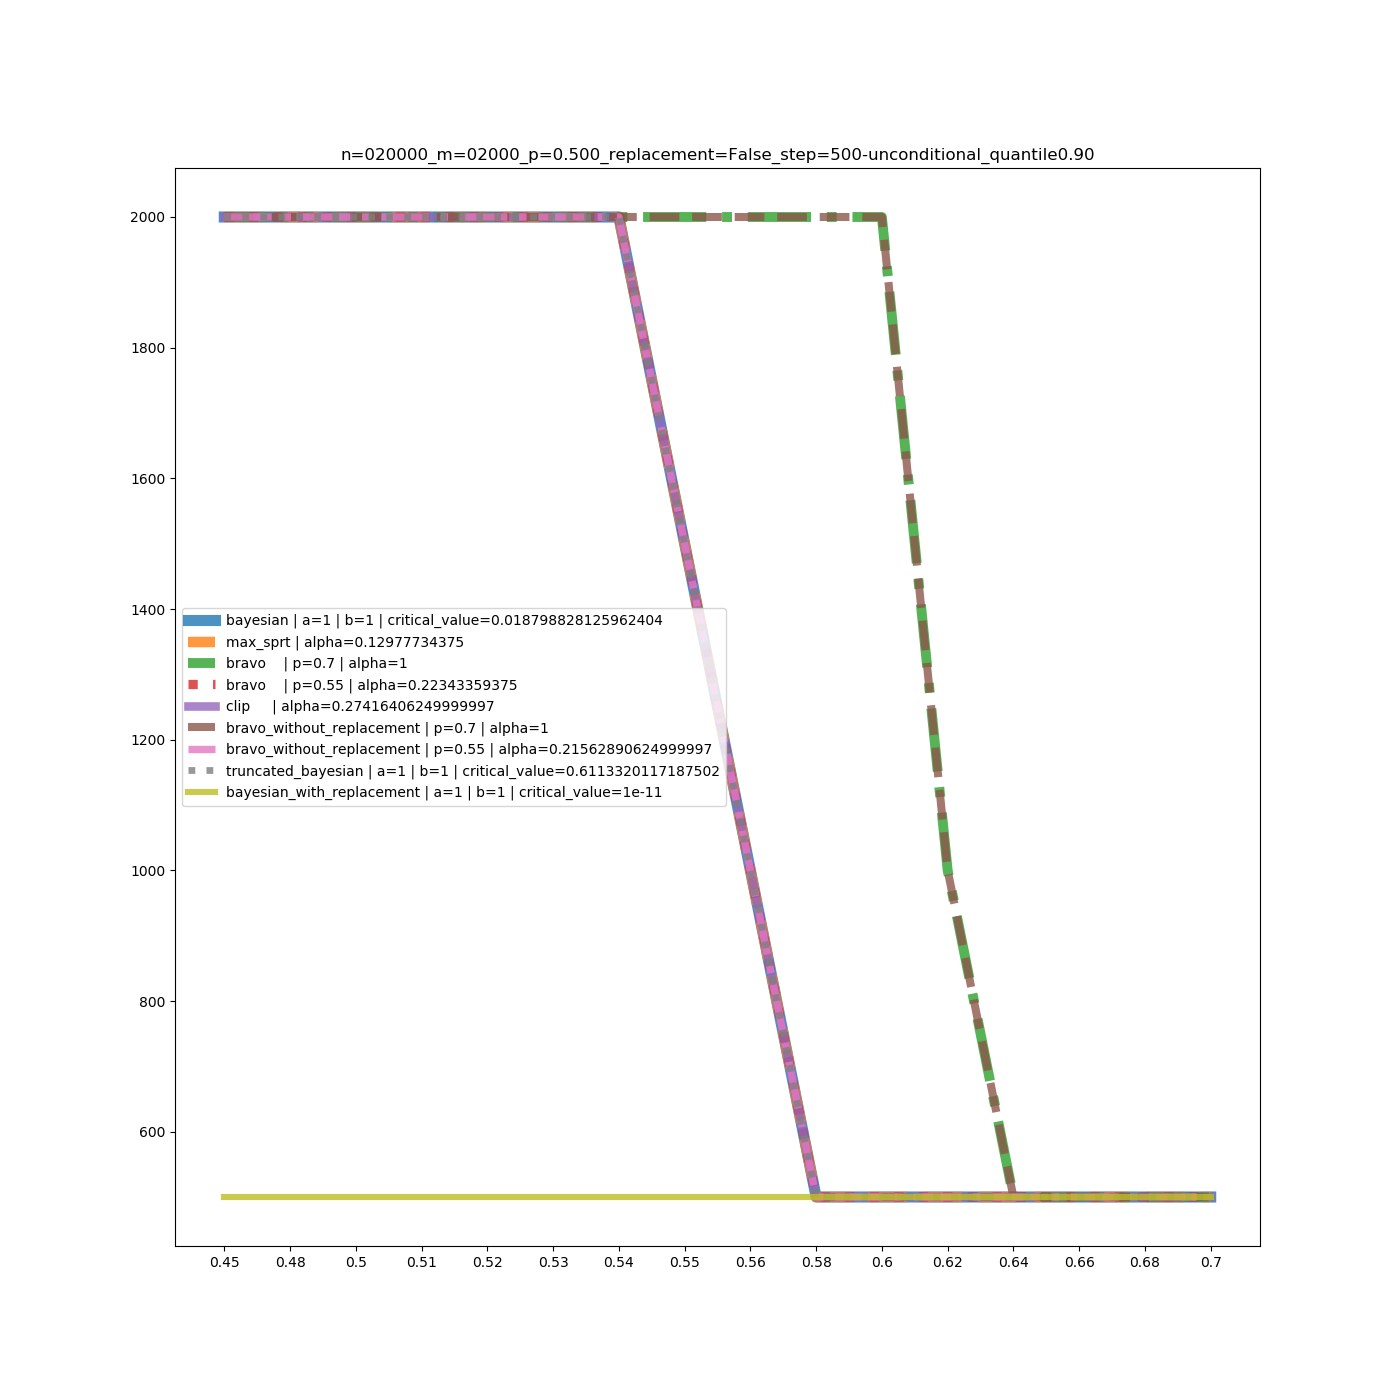 n=020000_m=02000_p=0.500_replacement=False_step=500-unconditional_quantile0.90
2000
1800
1600
1400
1200
1000
800
600
bayesian | a=1 | b=1 | critical_value=0.018798828125962404
max_sprt | alpha=0.12977734375
bravo | p=0.7 | alpha=1
bravo | p=0.55 | alpha=0.22343359375
clip | alpha=0.27416406249999997
bravo_without_replacement | p=0.7 | alpha=1
bravo_without_replacement | p=0.55 | alpha=0.21562890624999997
truncated_bayesian | a=1 | b=1 | critical_value=0.6113320117187502
bayesian_with_replacement | a=1 | b=1 | critical_value=1e-11
0.45 0.48 0.5 0.51 0.52 0.53 0.54 0.55 0.56 0.58 0.6 0.62 0.64 0.66 0.68 0.7